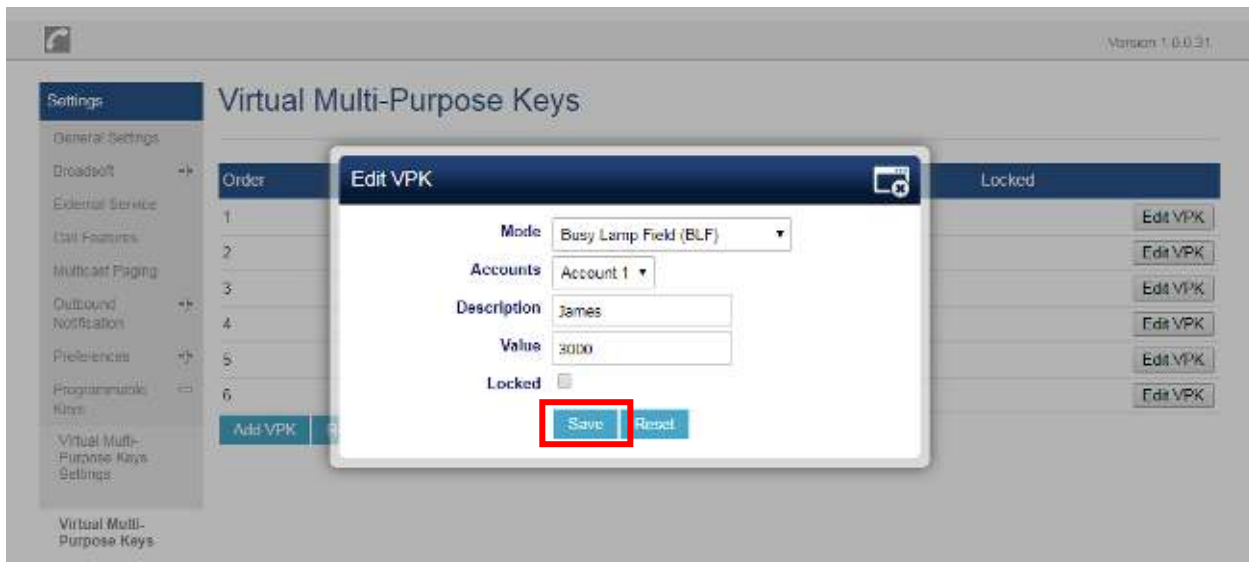 Version 1.0.0.31
Settings
Virtual Multi-Purpose Keys
General Settings
Broadsoft
External Service
Call Features
Multicast Paging
Outbound
Notification
Preferences
Programmable
Keys
Virtual Multi-
Purpose Keys
Settings
Virtual Multi-
Purpose Keys
Order
Locked
1
Edit VPK
2
Edit VPK
3
Edit VPK
4
Edit VPK
5
Edit VPK
6
Edit VPK
Add VPK
Edit VPK
Mode
Busy Lamp Field (BLF)
Accounts
Account 1
Description
James
Value
3000
Locked
Save
Reset